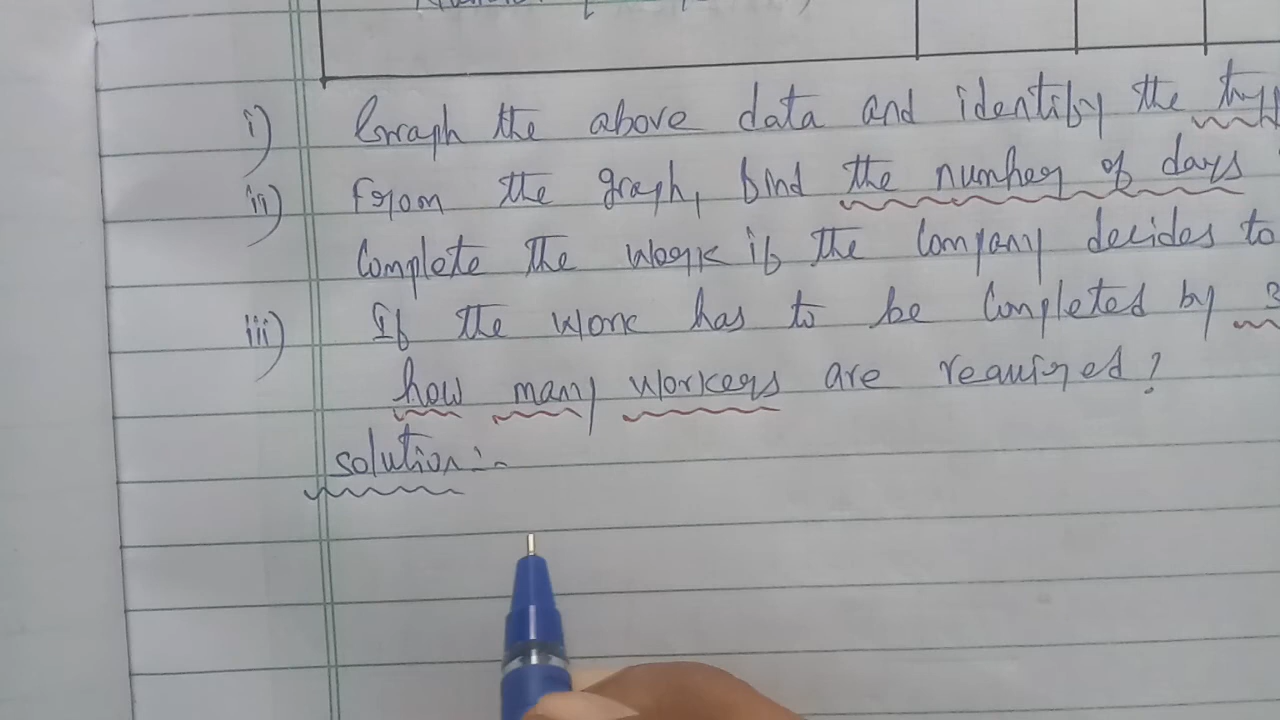 i) Graph the above data and identify the
ii) From the graph, find the number of days
Complete the work if the company decides to
iii) If the work has to be completed by 3
how many workers are required?
Solution:-